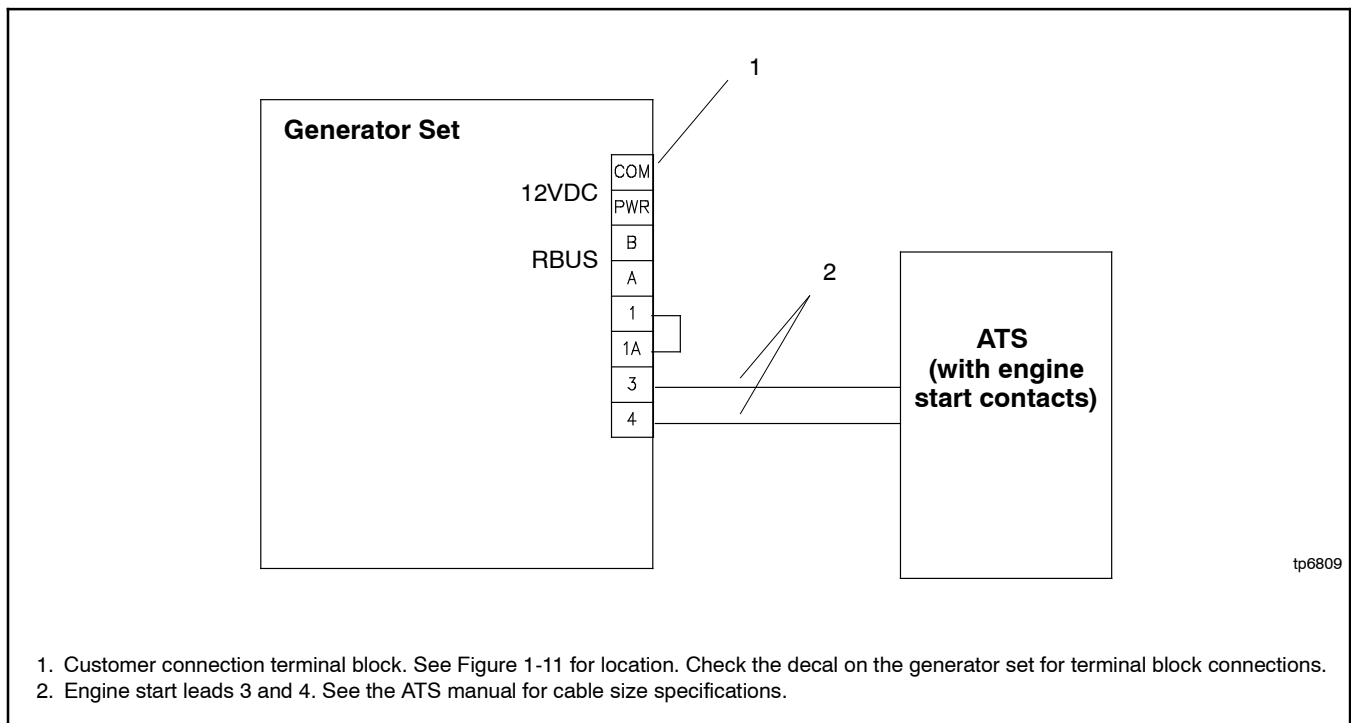 1
Generator Set
COM
12VDC
PWR
B
RBUS
A
2
1
1A
ATS
(with engine
start contacts)
3
4
tp6809
1. Customer connection terminal block. See Figure 1-11 for location. Check the decal on the generator set for terminal block connections.
2. Engine start leads 3 and 4. See the ATS manual for cable size specifications.